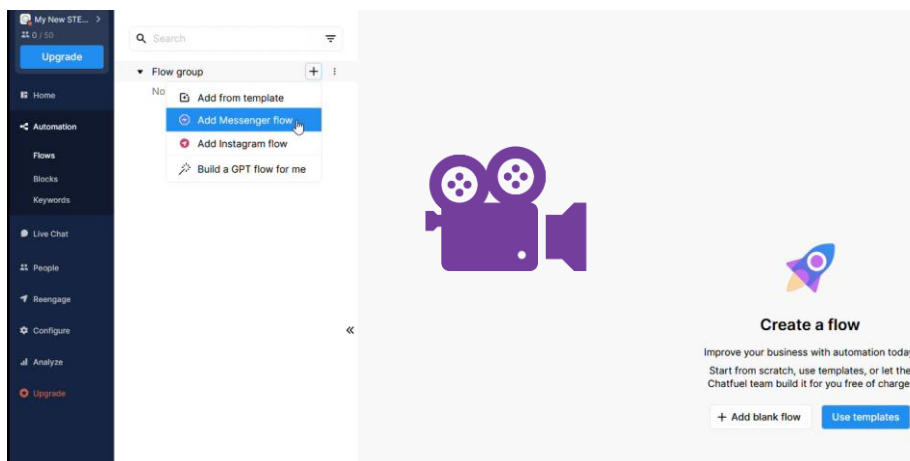 My New STE... >
0 / 50
Upgrade
Home
Automation
Flows
Blocks
Keywords
Live Chat
People
Reengage
Configure
Analyze
Upgrade
Search
Flow group
No
Add from template
Add Messenger flow
Add Instagram flow
Build a GPT flow for me
Create a flow
Improve your business with automation today
Start from scratch, use templates, or let the
Chatfuel team build it for you free of charge
+ Add blank flow
Use templates